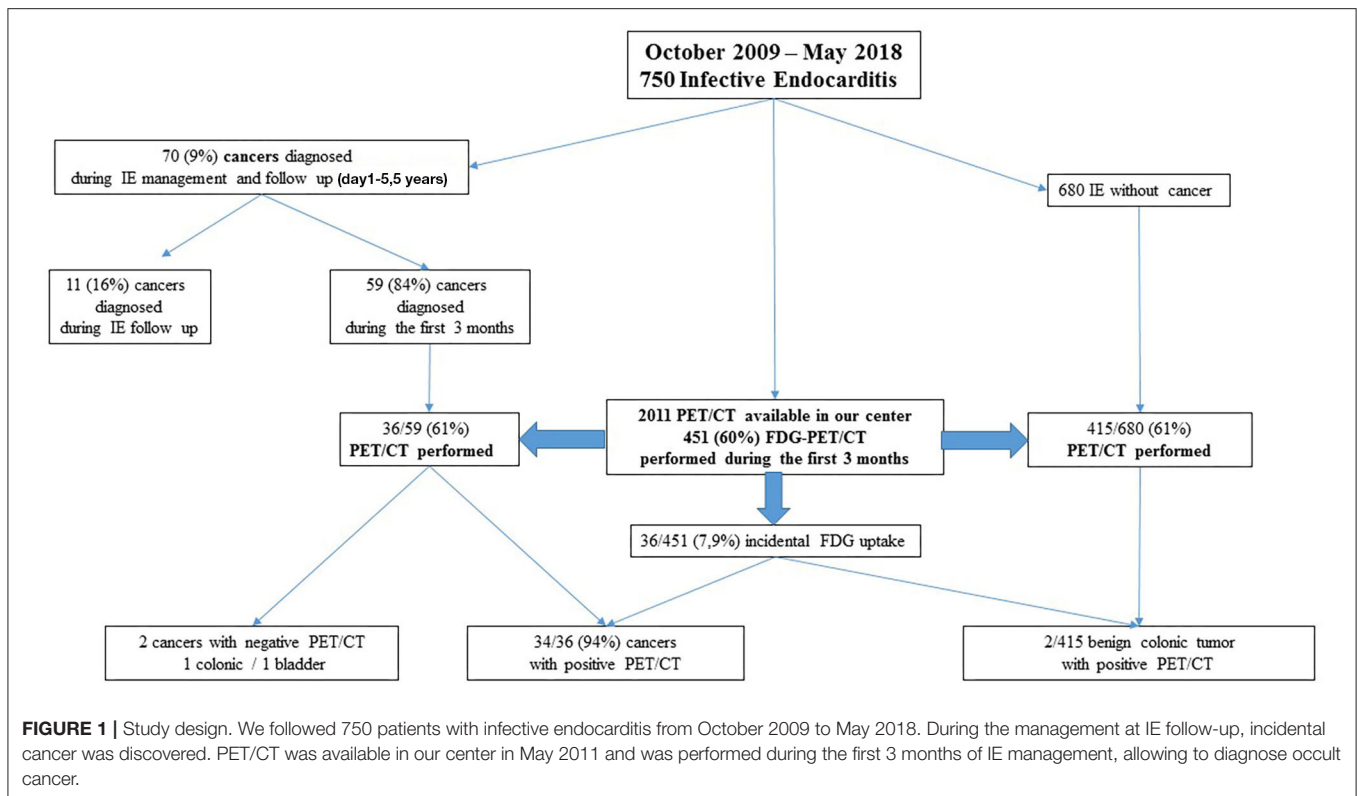 October 2009 – May 2018
750 Infective Endocarditis
70 (9%) cancers diagnosed
during IE management and follow up (day1-5,5 years)
680 IE without cancer
11 (16%) cancers
diagnosed
during IE follow up
59 (84%) cancers
diagnosed
during the first 3 months
36/59 (61%)
PET/CT performed
2011 PET/CT available in our center
451 (60%) FDG-PET/CT
performed during the first 3 months
415/680 (61%)
PET/CT performed
36/451 (7,9%) incidental FDG uptake
2 cancers with negative PET/CT
1 colonic / 1 bladder
34/36 (94%) cancers
with positive PET/CT
2/415 benign colonic tumor
with positive PET/CT
FIGURE 1 | Study design. We followed 750 patients with infective endocarditis from October 2009 to May 2018. During the management at IE follow-up, incidental
cancer was discovered. PET/CT was available in our center in May 2011 and was performed during the first 3 months of IE management, allowing to diagnose occult
cancer.